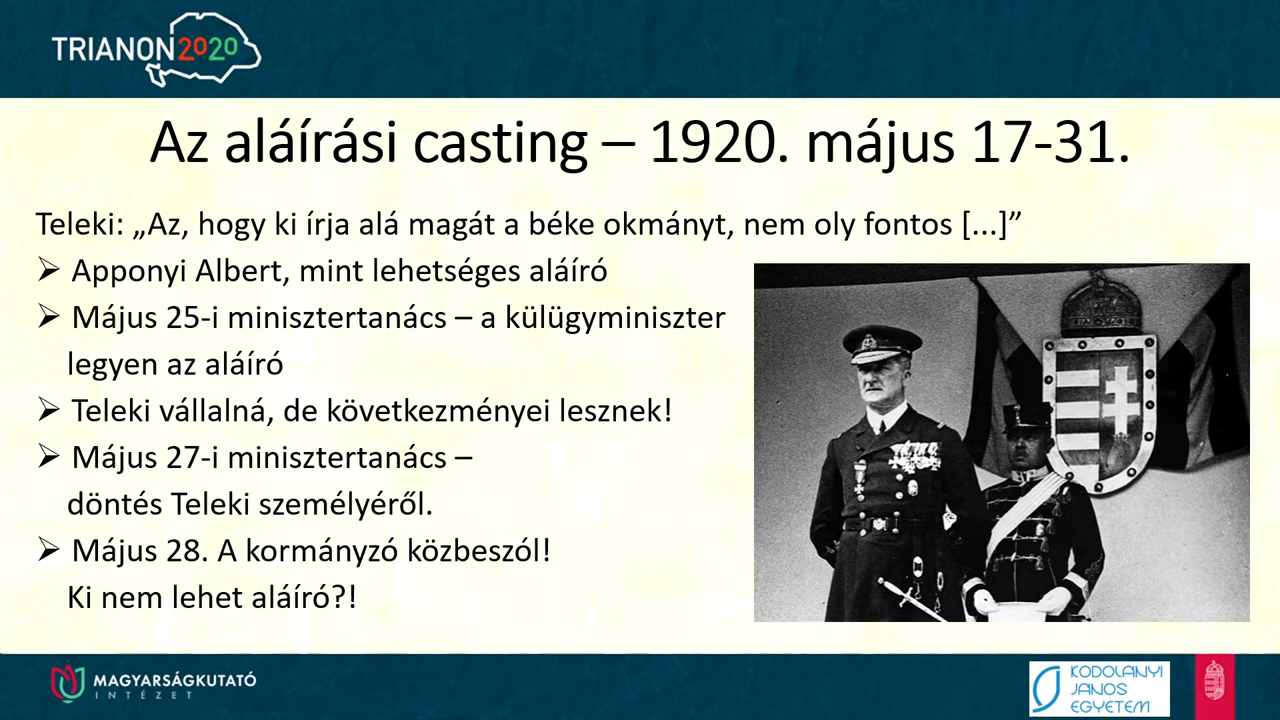 TRIANON2020
Az aláírási casting – 1920. május 17-31.
Teleki: „Az, hogy ki írja alá magát a béke okmányt, nem oly fontos [...]”
➢ Apponyi Albert, mint lehetséges aláíró
➢ Május 25-i minisztertanács – a külügyminiszter
legyen az aláíró
➢ Teleki vállalná, de következményei lesznek!
➢ Május 27-i minisztertanács –
döntés Teleki személyéről.
➢ Május 28. A kormányzó közbeszól!
Ki nem lehet aláíró?!
MAGYARSÁGKUTATÓ
INTÉZET
KODOLÁNYI
JÁNOS
EGYETEM